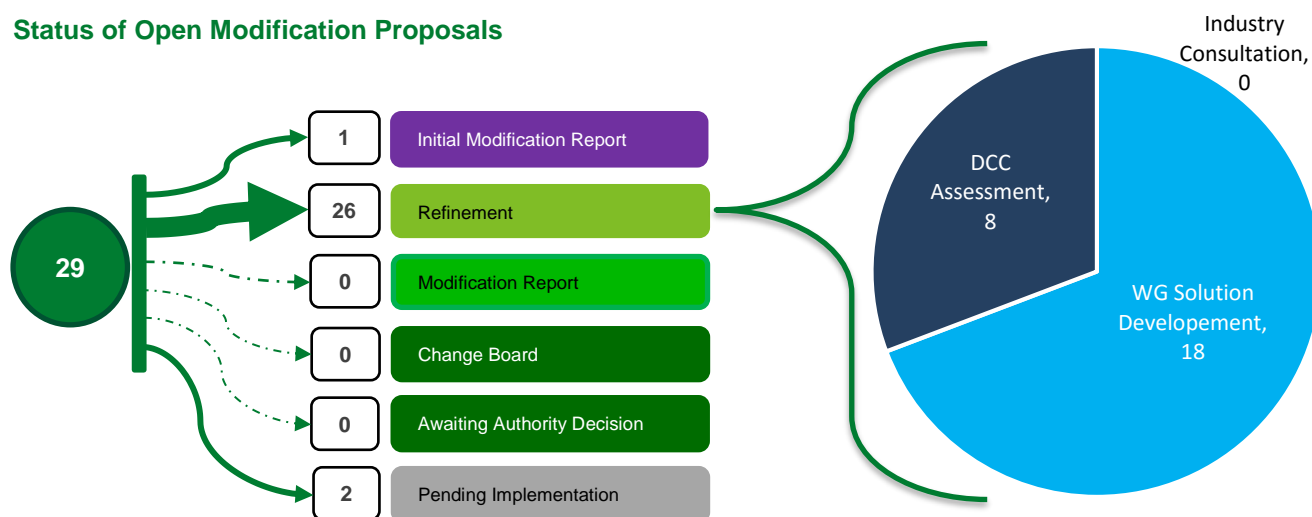 Status of Open Modification Proposals
29
1
Initial Modification Report
26
Refinement
0
Modification Report
0
Change Board
0
Awaiting Authority Decision
2
Pending Implementation
Industry
Consultation,
0
DCC
Assessment,
8
WG Solution
Developement,
18